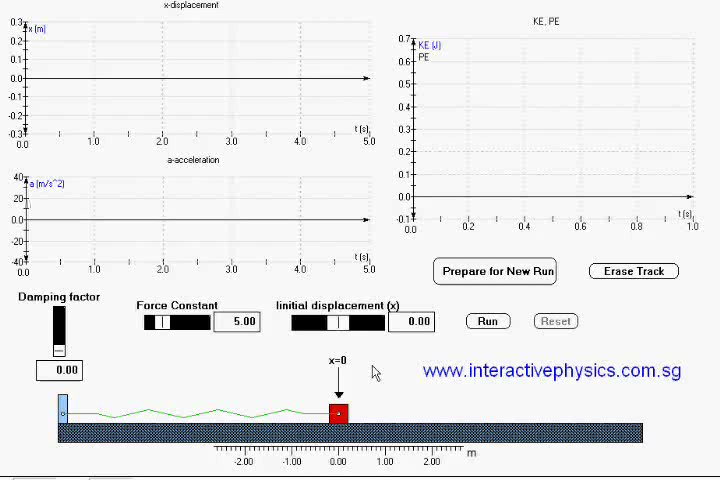 x-displacement
x (m)
0.3
0.2
0.1
0.0
-0.1
-0.2
-0.3
0.0 1.0 2.0 3.0 4.0 5.0
t (s)
a-acceleration
a (m/s^2)
40
20
0.0
-20
-40
0.0 1.0 2.0 3.0 4.0 5.0
t (s)
KE, PE
KE (J)
PE
0.7
0.6
0.5
0.4
0.3
0.2
0.1
0.0
-0.1
0.0 0.2 0.4 0.6 0.8 1.0
t (s)
Prepare for New Run
Erase Track
Damping factor
0.00
Force Constant
5.00
Iinitial displacement (x)
0.00
Run
Reset
x=0
www.interactivephysics.com.sg
-2.00 -1.00 0.00 1.00 2.00
m